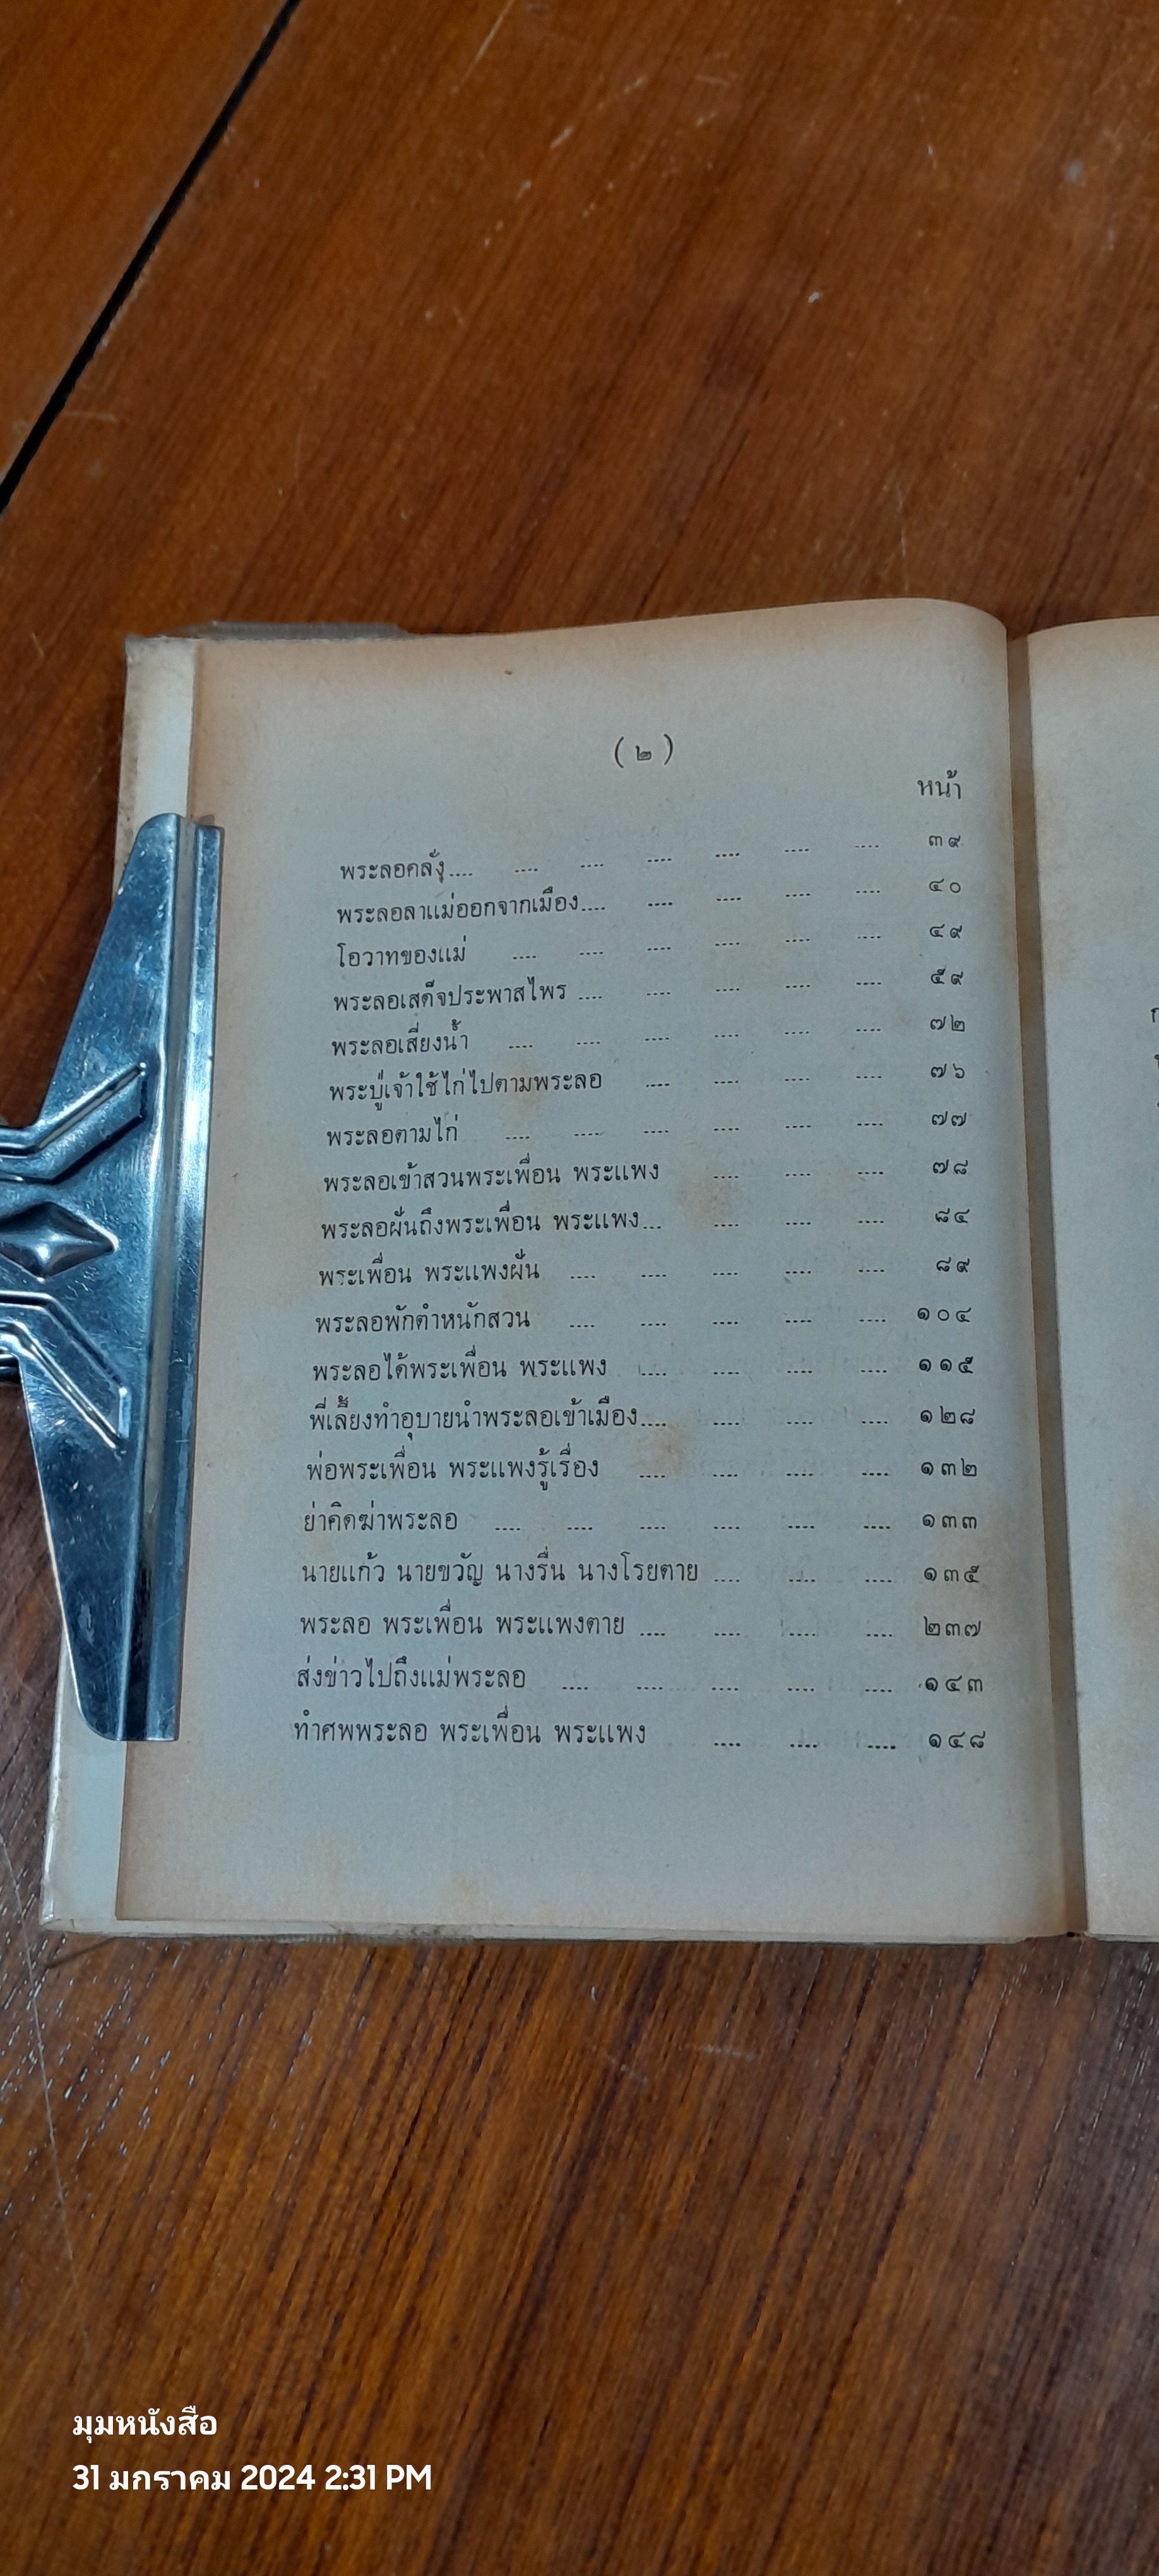 ( ๒ )
หน้า
พระลอคลั่ง.... .... .... .... .... .... .... ๓๙
พระลอลาแม่ออกจากเมือง.... .... .... .... .... ๔๐
โอวาทของแม่ .... .... .... .... .... .... ๔๙
พระลอเสด็จประพาสไพร .... .... .... .... .... ๕๙
พระลอเสี่ยงน้ำ .... .... .... .... .... .... ๗๒
พระปู่เจ้าใช้ไก่ไปตามพระลอ .... .... .... .... ๗๖
พระลอตามไก่ .... .... .... .... .... .... ๗๗
พระลอเข้าสวนพระเพื่อน พระแพง .... .... .... ๗๘
พระลอฝันถึงพระเพื่อน พระแพง.... .... .... .... ๘๔
พระเพื่อน พระแพงฝัน .... .... .... .... .... ๘๙
พระลอพักตำหนักสวน .... .... .... .... .... ๑๐๔
พระลอได้พระเพื่อน พระแพง .... .... .... .... ๑๑๕
พี่เลี้ยงทำอุบายนำพระลอเข้าเมือง.... .... .... .... ๑๒๘
พ่อพระเพื่อน พระแพงรู้เรื่อง .... .... .... .... ๑๓๒
ย่าคิดฆ่าพระลอ .... .... .... .... .... .... ๑๓๓
นายแก้ว นายขวัญ นางรื่น นางโรยตาย .... .... .... ๑๓๕
พระลอ พระเพื่อน พระแพงตาย .... .... .... .... ๒๓๗
ส่งข่าวไปถึงแม่พระลอ .... .... .... .... .... ๑๔๓
ทำศพพระลอ พระเพื่อน พระแพง .... .... .... ๑๔๘
มุมหนังสือ
31 มกราคม 2024 2:31 PM